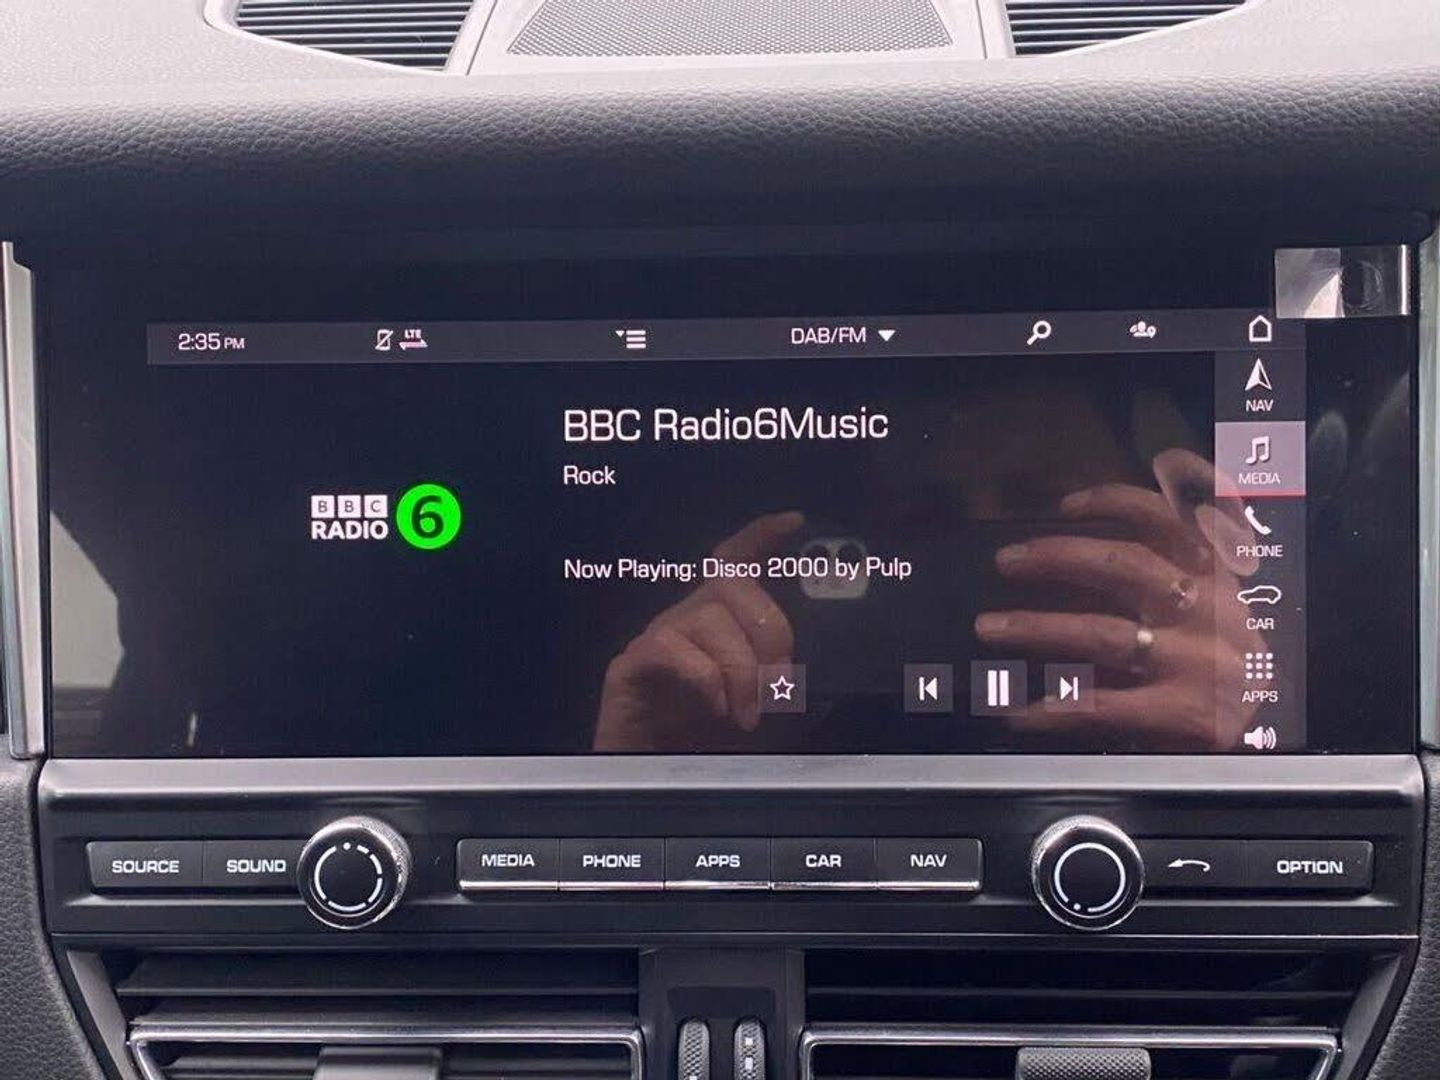 2:35 PM
LTE
DAB/FM
BBC Radio6Music
NAV
Rock
MEDIA
BBC
RADIO 6
PHONE
Now Playing: Disco 2000 by Pulp
CAR
APPS
SOURCE
SOUND
MEDIA
PHONE
APPS
CAR
NAV
OPTION